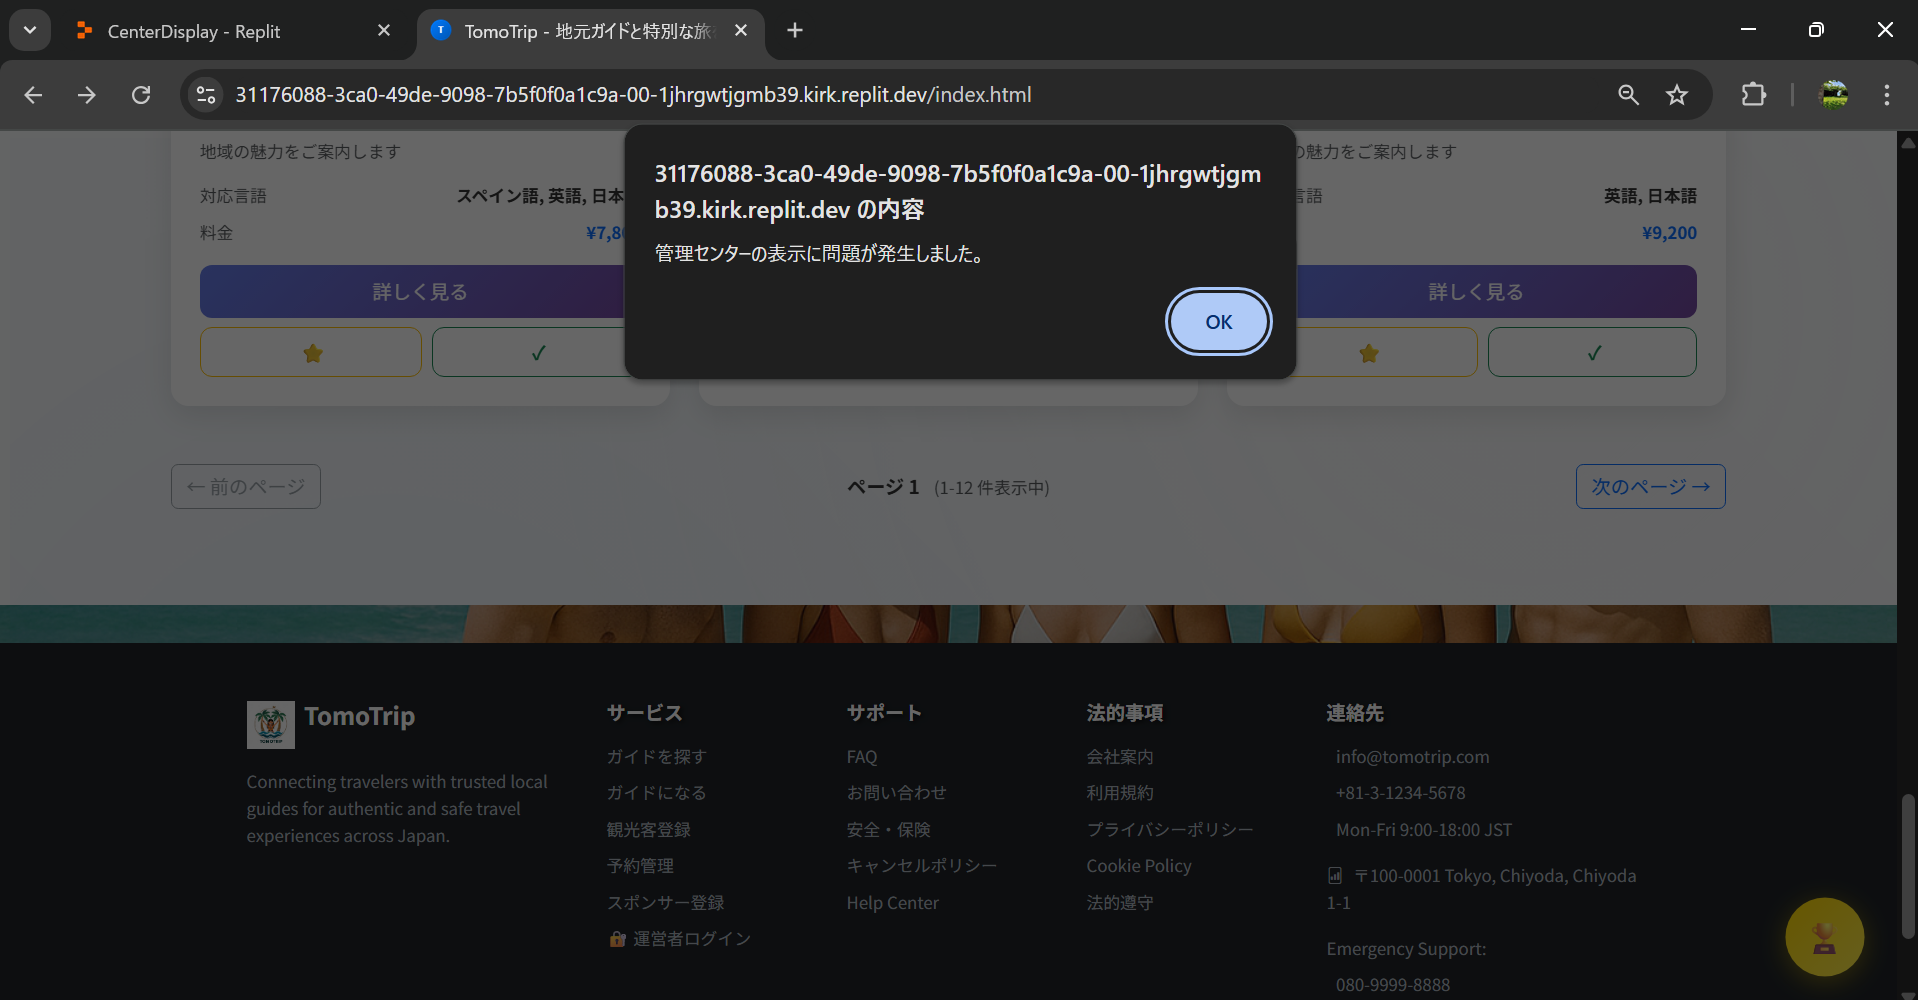 CenterDisplay - Replit
TomoTrip - 地元ガイドと特別な旅
31176088-3ca0-49de-9098-7b5f0f0a1c9a-00-1jhrgwtjgmb39.kirk.replit.dev/index.html
31176088-3ca0-49de-9098-7b5f0f0a1c9a-00-1jhrgwtjgm
b39.kirk.replit.dev の内容
管理センターの表示に問題が発生しました。
OK
地域の魅力をご案内します
の魅力をご案内します
対応言語
スペイン語, 英語, 日本
言語
英語, 日本語
料金
¥7,8
¥9,200
詳しく見る
詳しく見る
← 前のページ
ページ 1 (1-12 件表示中)
次のページ →
TomoTrip
Connecting travelers with trusted local
guides for authentic and safe travel
experiences across Japan.
サービス
ガイドを探す
ガイドになる
観光客登録
予約管理
スポンサー登録
運営者ログイン
サポート
FAQ
お問い合わせ
安全・保険
キャンセルポリシー
Help Center
法的事項
会社案内
利用規約
プライバシーポリシー
Cookie Policy
法的遵守
連絡先
info@tomotrip.com
+81-3-1234-5678
Mon-Fri 9:00-18:00 JST
〒100-0001 Tokyo, Chiyoda, Chiyoda
1-1
Emergency Support:
080-9999-8888